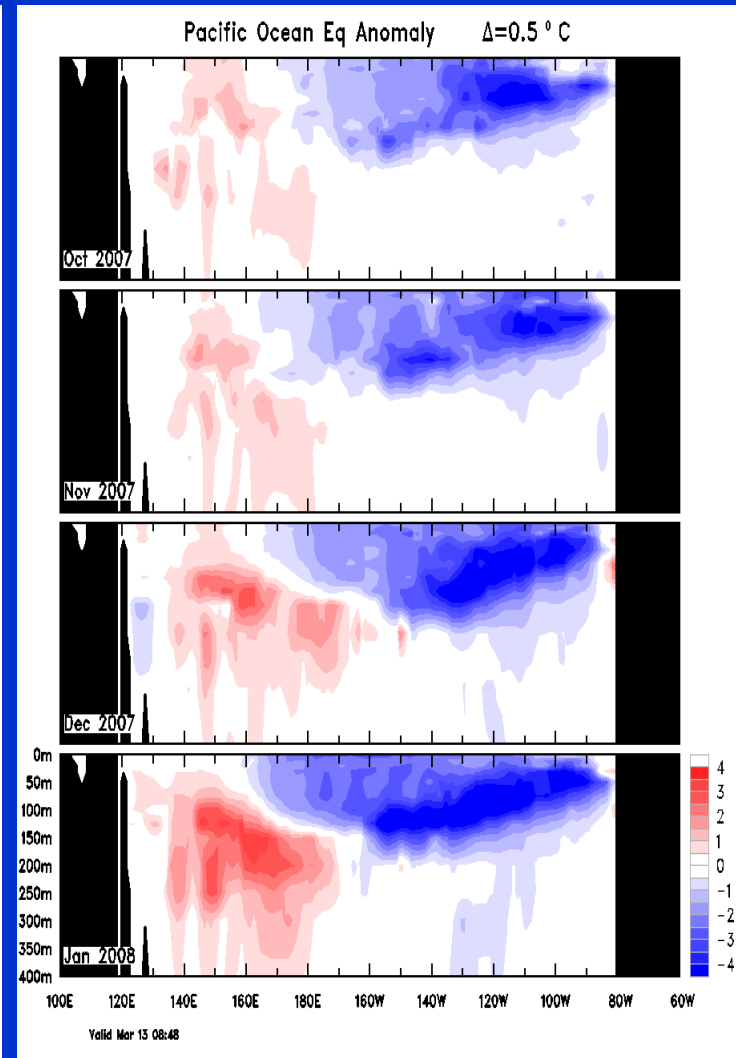 Pacific Ocean Eq Anomaly Δ=0.5 ° C
Oct 2007
Nov 2007
Dec 2007
0m
50m
100m
150m
200m
250m
300m
350m
400m
Jan 2008
4
3
2
1
0
-1
-2
-3
-4
100E 120E 140E 160E 180E 160W 140W 120W 100W 80W 60W
Valid Mar 13 08:48